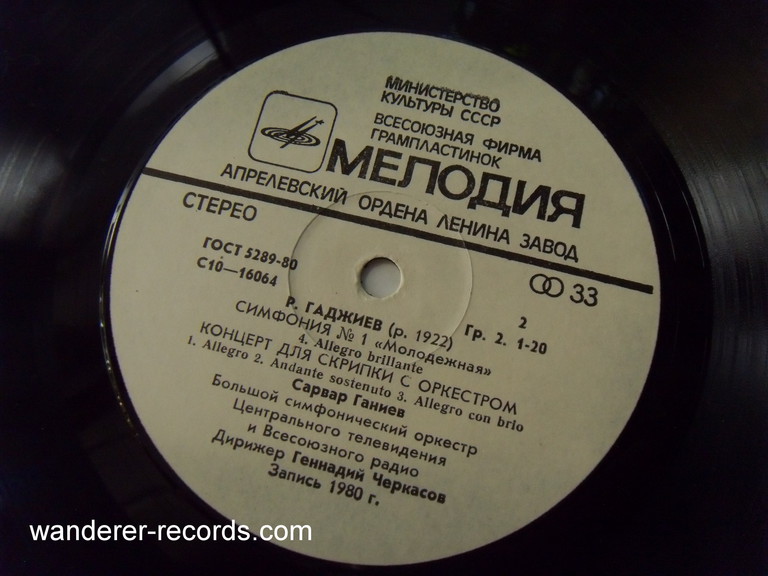 МИНИСТЕРСТВО
КУЛЬТУРЫ СССР
ВСЕСОЮЗНАЯ ФИРМА
ГРАМПЛАСТИНОК
МЕЛОДИЯ
АПРЕЛЕВСКИЙ ОРДЕНА ЛЕНИНА ЗАВОД
СТЕРЕО
33
ГОСТ 5289-80
С10—16064
2
Гр. 2. 1-20
Р. ГАДЖИЕВ (р. 1922)
СИМФОНИЯ № 1 «Молодежная»
4. Allegro brillante
КОНЦЕРТ ДЛЯ СКРИПКИ С ОРКЕСТРОМ
1. Allegro 2. Andante sostenuto 3. Allegro con brio
Сарвар Ганиев
Большой симфонический оркестр
Центрального телевидения
и Всесоюзного радио
Дирижер Геннадий Черкасов
Запись 1980 г.
wanderer-records.com